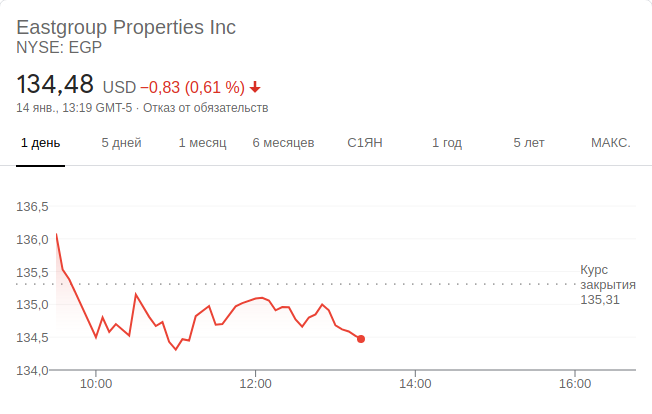 Eastgroup Properties Inc
NYSE: EGP
134,48 USD −0,83 (0,61 %)
14 янв., 13:19 GMT-5 · Отказ от обязательств
1 день 5 дней 1 месяц 6 месяцев С1ЯН 1 год 5 лет МАКС.
136,5
136,0
135,5
135,0
134,5
134,0
Курс
закрытия
135,31
10:00 12:00 14:00 16:00